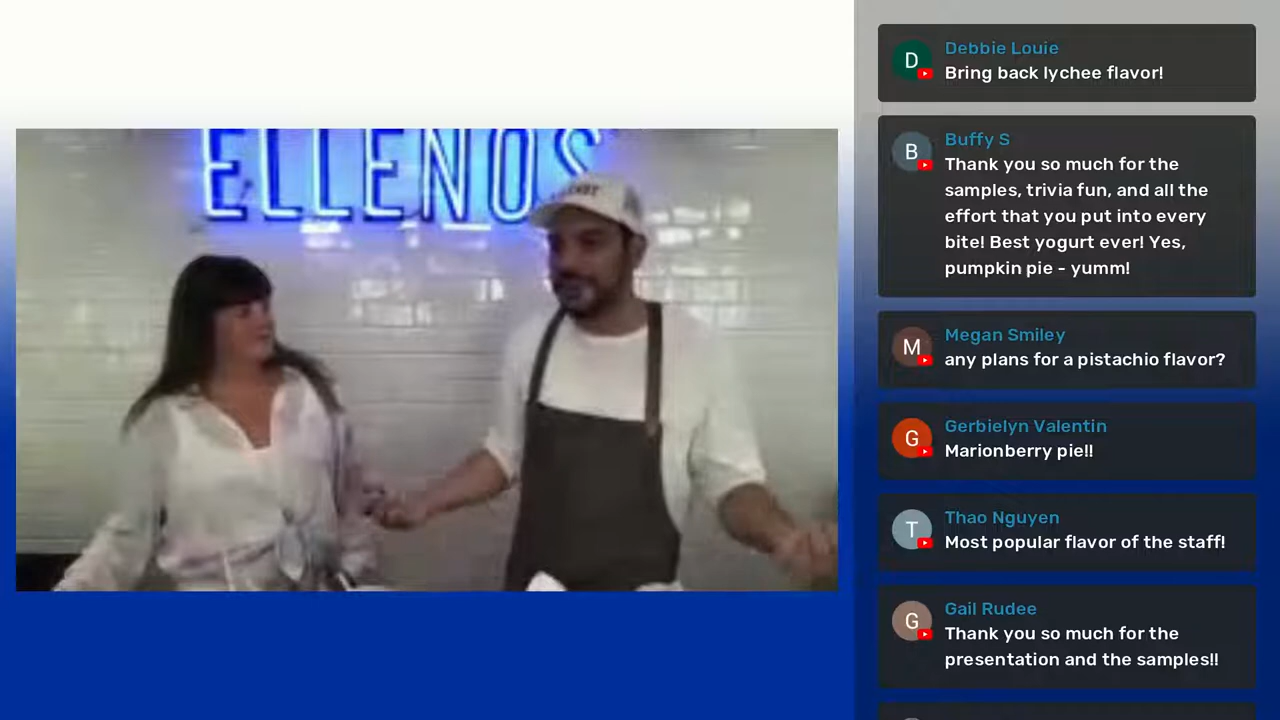 ELLENOS
D
Debbie Louie
Bring back lychee flavor!
B
Buffy S
Thank you so much for the
samples, trivia fun, and all the
effort that you put into every
bite! Best yogurt ever! Yes,
pumpkin pie - yumm!
M
Megan Smiley
any plans for a pistachio flavor?
G
Gerbielyn Valentin
Marionberry pie!!
T
Thao Nguyen
Most popular flavor of the staff!
G
Gail Rudee
Thank you so much for the
presentation and the samples!!